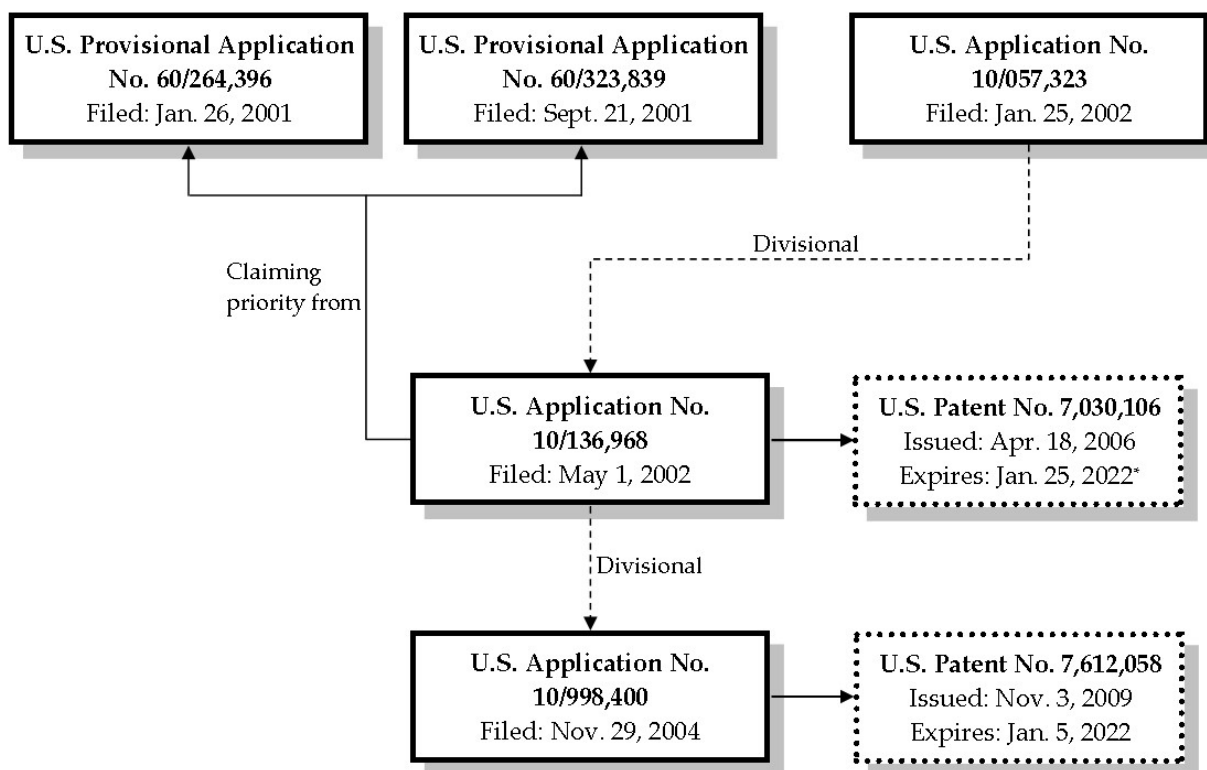 U.S. Provisional Application
No. 60/264,396
Filed: Jan. 26, 2001
U.S. Provisional Application
No. 60/323,839
Filed: Sept. 21, 2001
U.S. Application No.
10/057,323
Filed: Jan. 25, 2002
Divisional
Claiming
priority from
U.S. Application No.
10/136,968
Filed: May 1, 2002
U.S. Patent No. 7,030,106
Issued: Apr. 18, 2006
Expires: Jan. 25, 2022*
Divisional
U.S. Application No.
10/998,400
Filed: Nov. 29, 2004
U.S. Patent No. 7,612,058
Issued: Nov. 3, 2009
Expires: Jan. 5, 2022